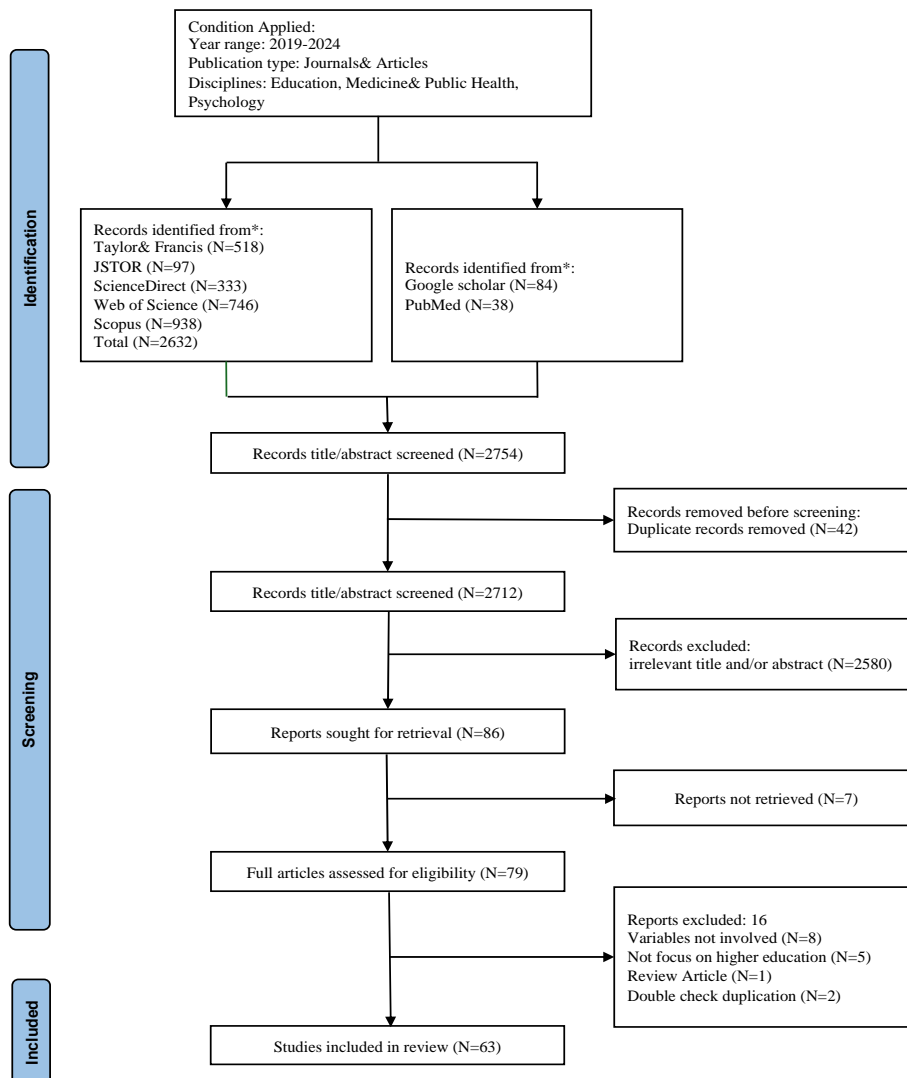 Condition Applied:
Year range: 2019-2024
Publication type: Journals& Articles
Disciplines: Education, Medicine& Public Health,
Psychology
Identification
Records identified from*:
Taylor& Francis (N=518)
JSTOR (N=97)
ScienceDirect (N=333)
Web of Science (N=746)
Scopus (N=938)
Total (N=2632)
Records identified from*:
Google scholar (N=84)
PubMed (N=38)
Records title/abstract screened (N=2754)
Screening
Records removed before screening:
Duplicate records removed (N=42)
Records title/abstract screened (N=2712)
Records excluded:
irrelevant title and/or abstract (N=2580)
Reports sought for retrieval (N=86)
Reports not retrieved (N=7)
Full articles assessed for eligibility (N=79)
Reports excluded: 16
Variables not involved (N=8)
Not focus on higher education (N=5)
Review Article (N=1)
Double check duplication (N=2)
Included
Studies included in review (N=63)